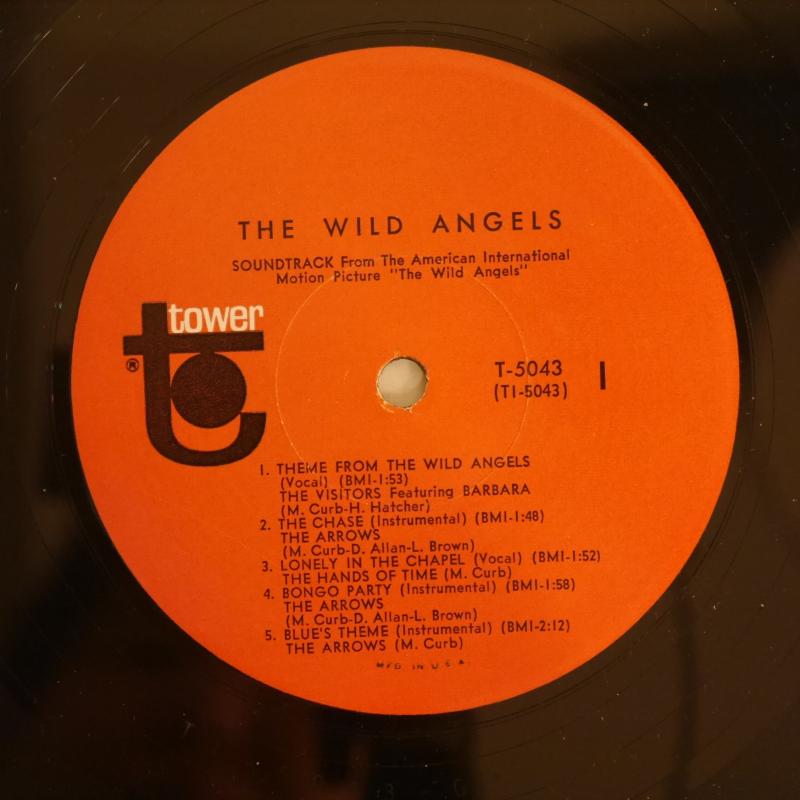 THE WILD ANGELS
SOUNDTRACK From The American International
Motion Picture "The Wild Angels"
tower
®
T-5043
(T1-5043)
I
1. THEME FROM THE WILD ANGELS
(Vocal) (BMI-1:53)
THE VISITORS Featuring BARBARA
(M. Curb-H. Hatcher)
2. THE CHASE (Instrumental) (BMI-1:48)
THE ARROWS
(M. Curb-D. Allan-L. Brown)
3. LONELY IN THE CHAPEL (Vocal) (BMI-1:52)
THE HANDS OF TIME (M. Curb)
4. BONGO PARTY (Instrumental) (BMI-1:58)
THE ARROWS
(M. Curb-D. Allan-L. Brown)
5. BLUE'S THEME (Instrumental) (BMI-2:12)
THE ARROWS (M. Curb)
MFD. IN U.S.A.